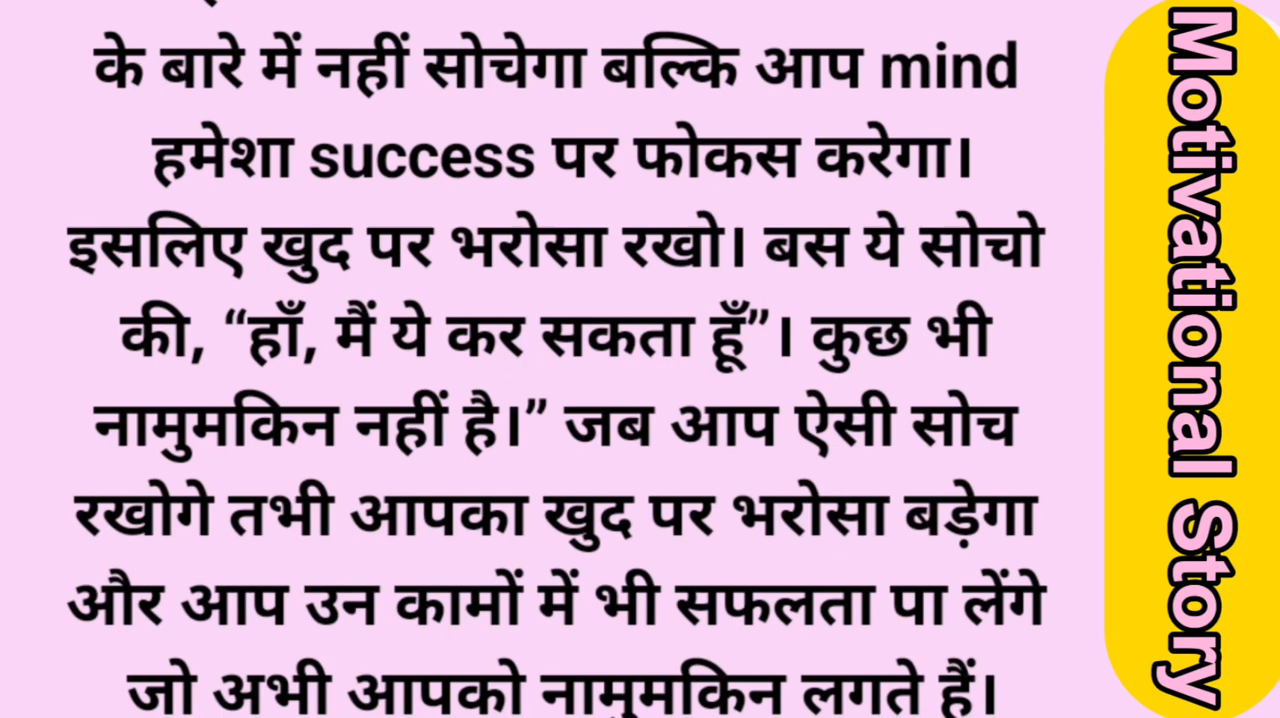 के बारे में नहीं सोचेगा बल्कि आप mind
हमेशा success पर फोकस करेगा।
इसलिए खुद पर भरोसा रखो। बस ये सोचो
की, “हाँ, मैं ये कर सकता हूँ”। कुछ भी
नामुमकिन नहीं है।” जब आप ऐसी सोच
रखोगे तभी आपका खुद पर भरोसा बड़ेगा
और आप उन कामों में भी सफलता पा लेंगे
जो अभी आपको नामुमकिन लगते हैं।
Motivational Story